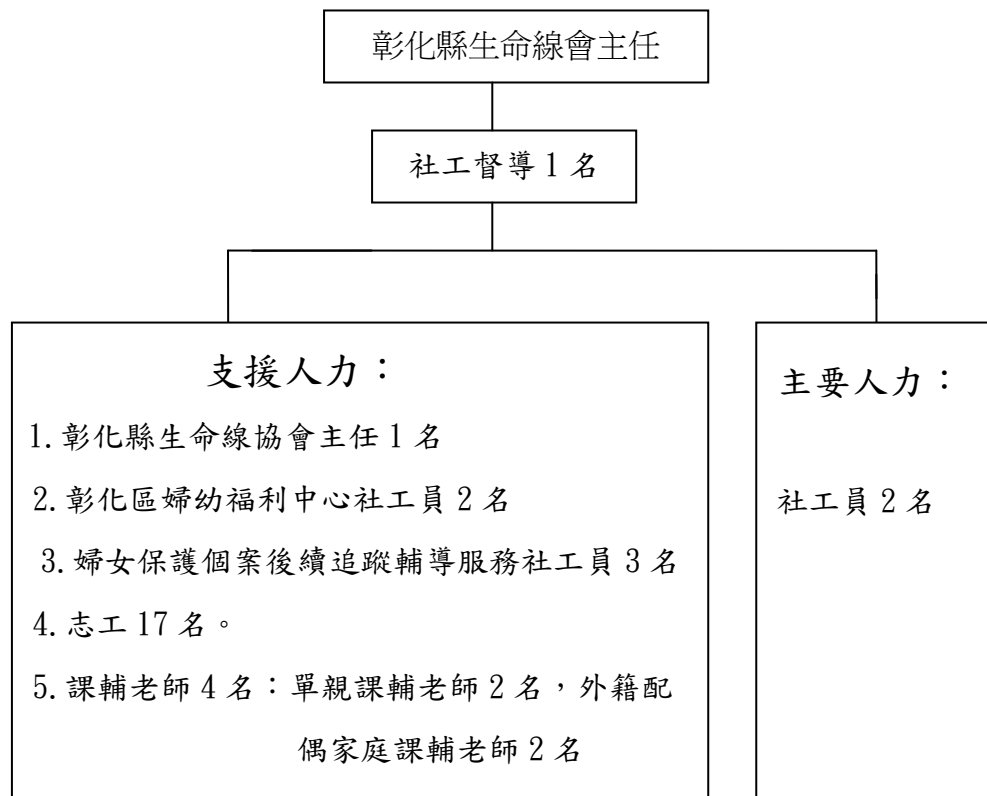 彰化縣生命線會主任
社工督導 1 名
支援人力：
1.彰化縣生命線協會主任 1 名
2.彰化區婦幼福利中心社工員 2 名
3.婦女保護個案後續追蹤輔導服務社工員 3 名
4.志工 17 名。
5.課輔老師 4 名：單親課輔老師 2 名，外籍配
偶家庭課輔老師 2 名
主要人力：
社工員 2 名